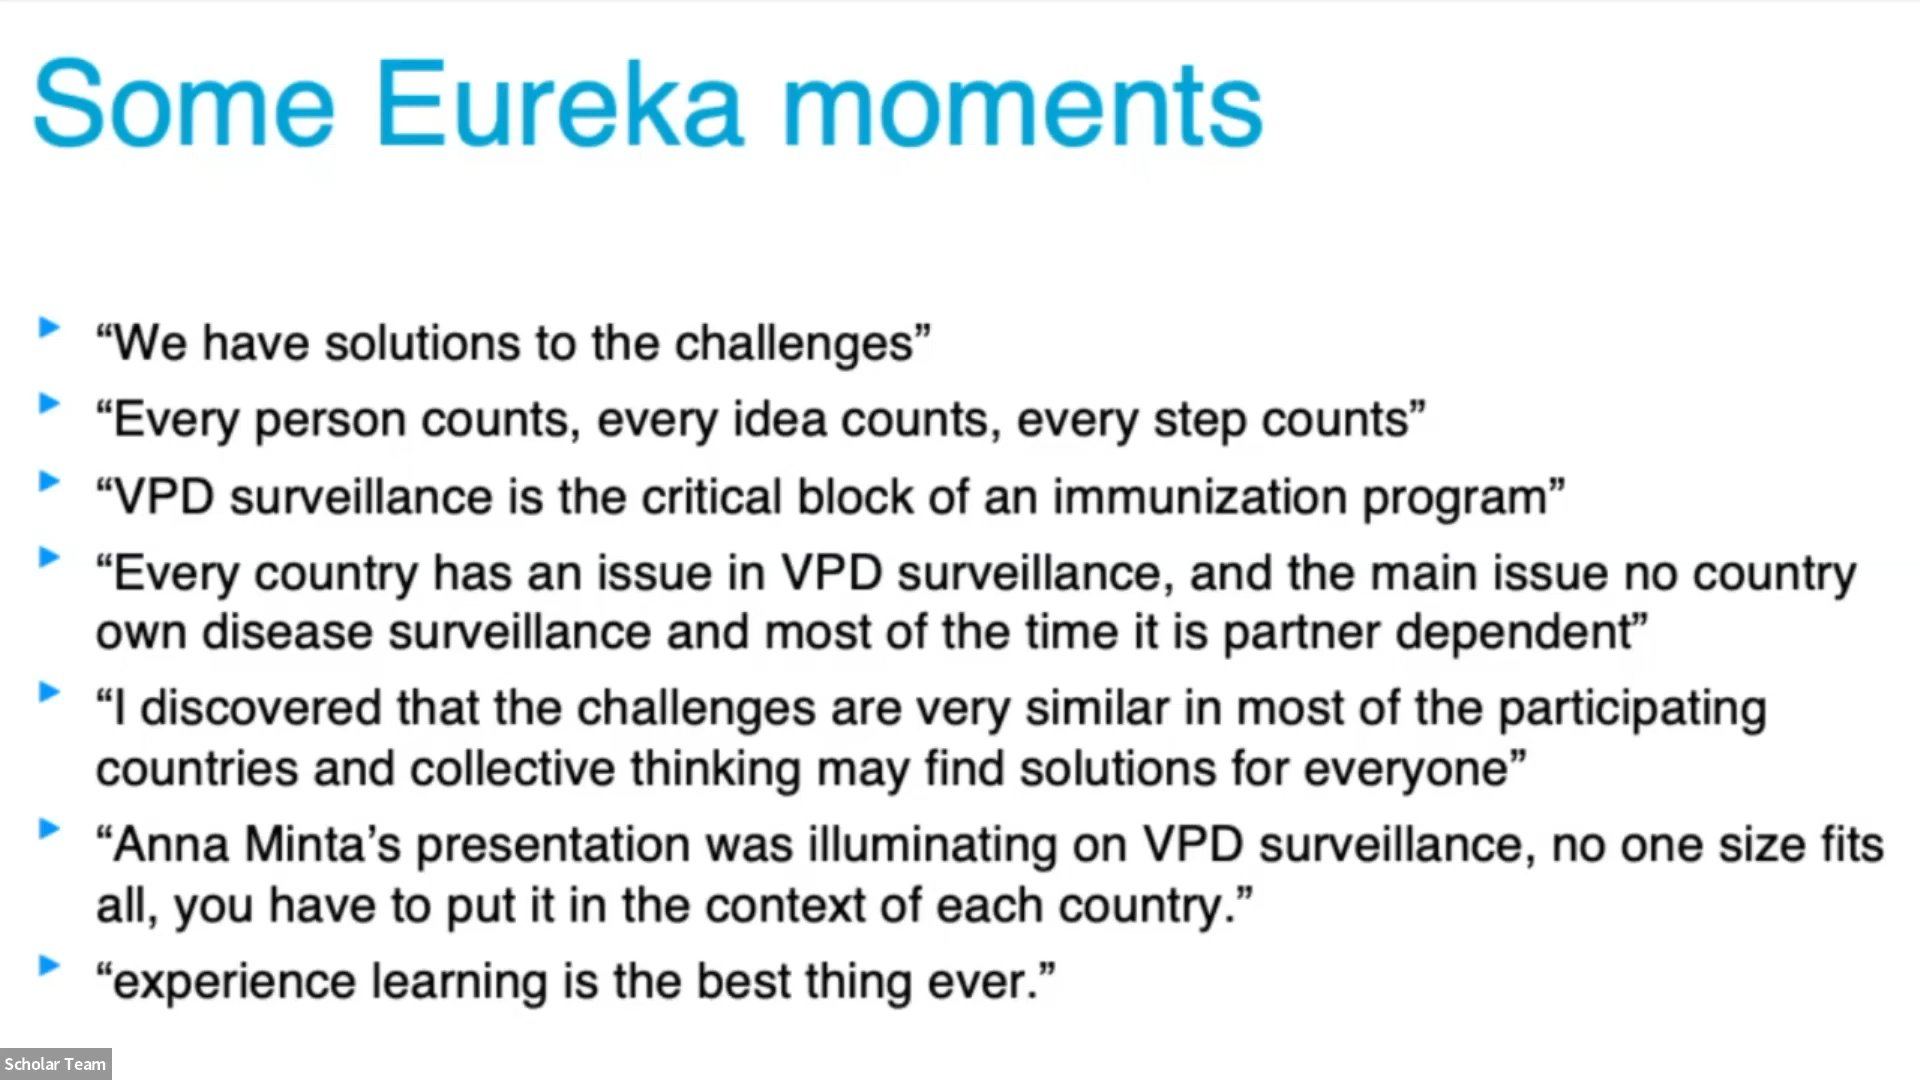 Some Eureka moments
“We have solutions to the challenges”
“Every person counts, every idea counts, every step counts”
“VPD surveillance is the critical block of an immunization program”
“Every country has an issue in VPD surveillance, and the main issue no country
own disease surveillance and most of the time it is partner dependent”
“I discovered that the challenges are very similar in most of the participating
countries and collective thinking may find solutions for everyone”
“Anna Minta’s presentation was illuminating on VPD surveillance, no one size fits
all, you have to put it in the context of each country.”
“experience learning is the best thing ever.”
Scholar Team